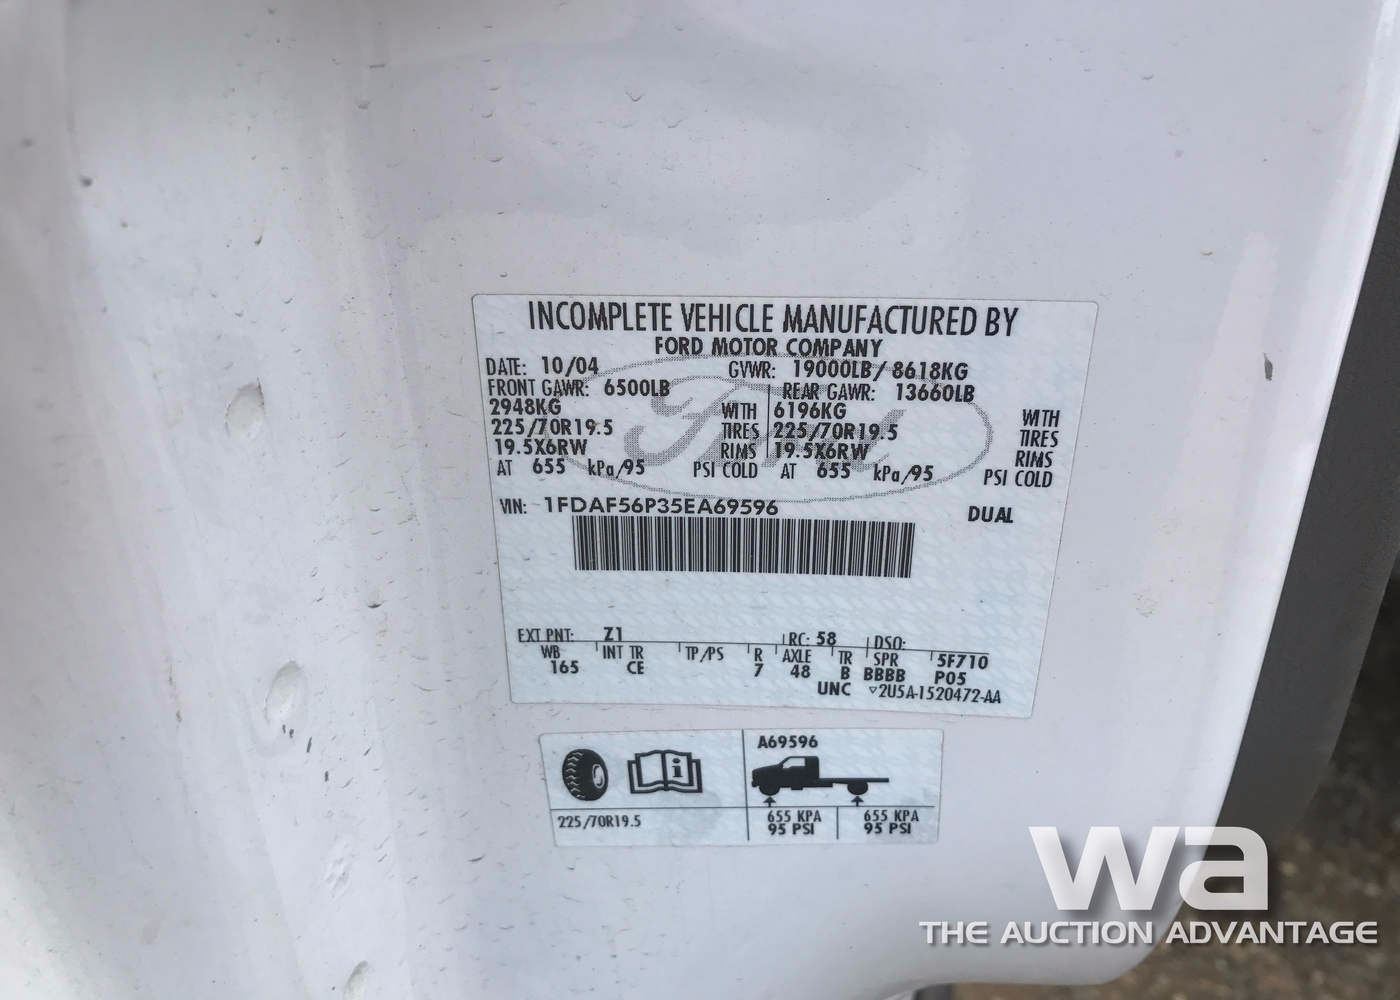 INCOMPLETE VEHICLE MANUFACTURED BY
FORD MOTOR COMPANY
DATE: 10/04 GVWR: 19000LB/ 8618KG
FRONT GAWR: 6500LB REAR GAWR: 13660LB
2948KG WITH 6196KG WITH
225/70R19.5 TIRES 225/70R19.5 TIRES
19.5X6RW RIMS 19.5X6RW RIMS
AT 655 kPa/95 PSI COLD AT 655 kPa/95 PSI COLD
Ford
VIN: 1FDAF56P35EA69596 DUAL
EXT PNT: Z1 RC: 58 DSO:
WB INT TR TP/PS R AXLE TR SPR 5F710
165 CE 7 48 B BBBB P05
UNC 2U5A-1520472-AA
A69596
i
225/70R19.5 655 KPA 655 KPA
95 PSI 95 PSI
wa
THE AUCTION ADVANTAGE